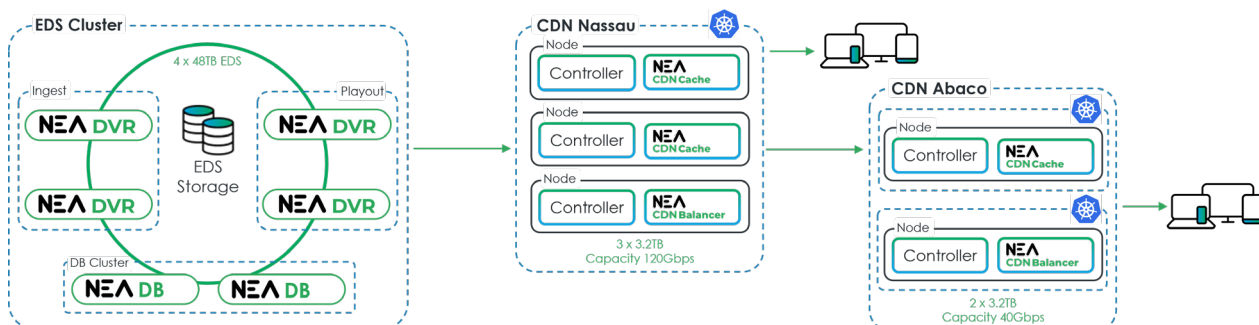 EDS Cluster
4 x 48TB EDS
Ingest
Playout
NEA DVR
NEA DVR
EDS
Storage
NEA DVR
NEA DVR
DB Cluster
NEA DB
NEA DB
CDN Nassau
Node
Controller
NEA
CDN Cache
Node
Controller
NEA
CDN Cache
Node
Controller
NEA
CDN Balancer
3 x 3.2TB
Capacity 120Gbps
CDN Abaco
Node
Controller
NEA
CDN Cache
Node
Controller
NEA
CDN Balancer
2 x 3.2TB
Capacity 40Gbps